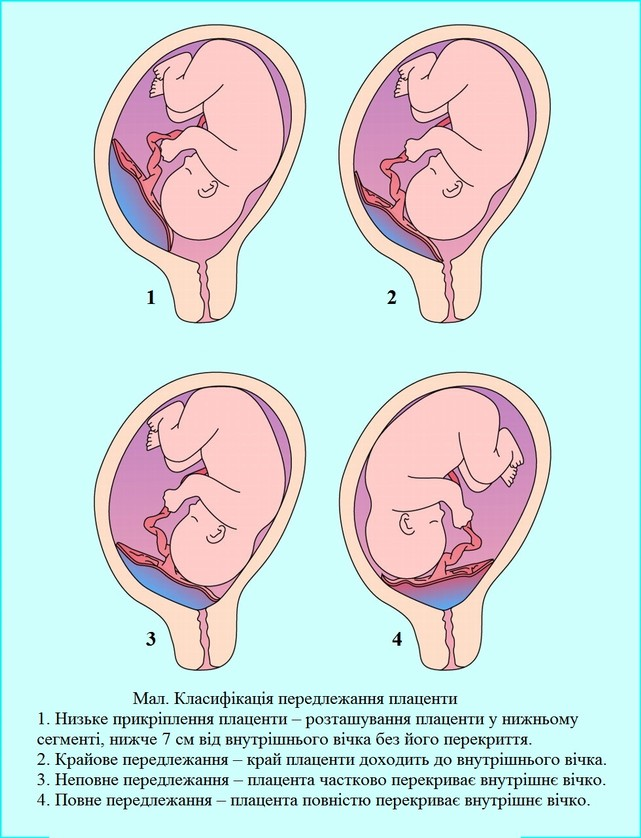 1
2
3
4
Мал. Класифікація передлежання плаценти
1. Низьке прикріплення плаценти – розташування плаценти у нижньому
сегменті, нижче 7 см від внутрішнього вічка без його перекриття.
2. Крайове передлежання – край плаценти доходить до внутрішнього вічка.
3. Неповне передлежання – плацента частково перекриває внутрішнє вічко.
4. Повне передлежання – плацента повністю перекриває внутрішнє вічко.